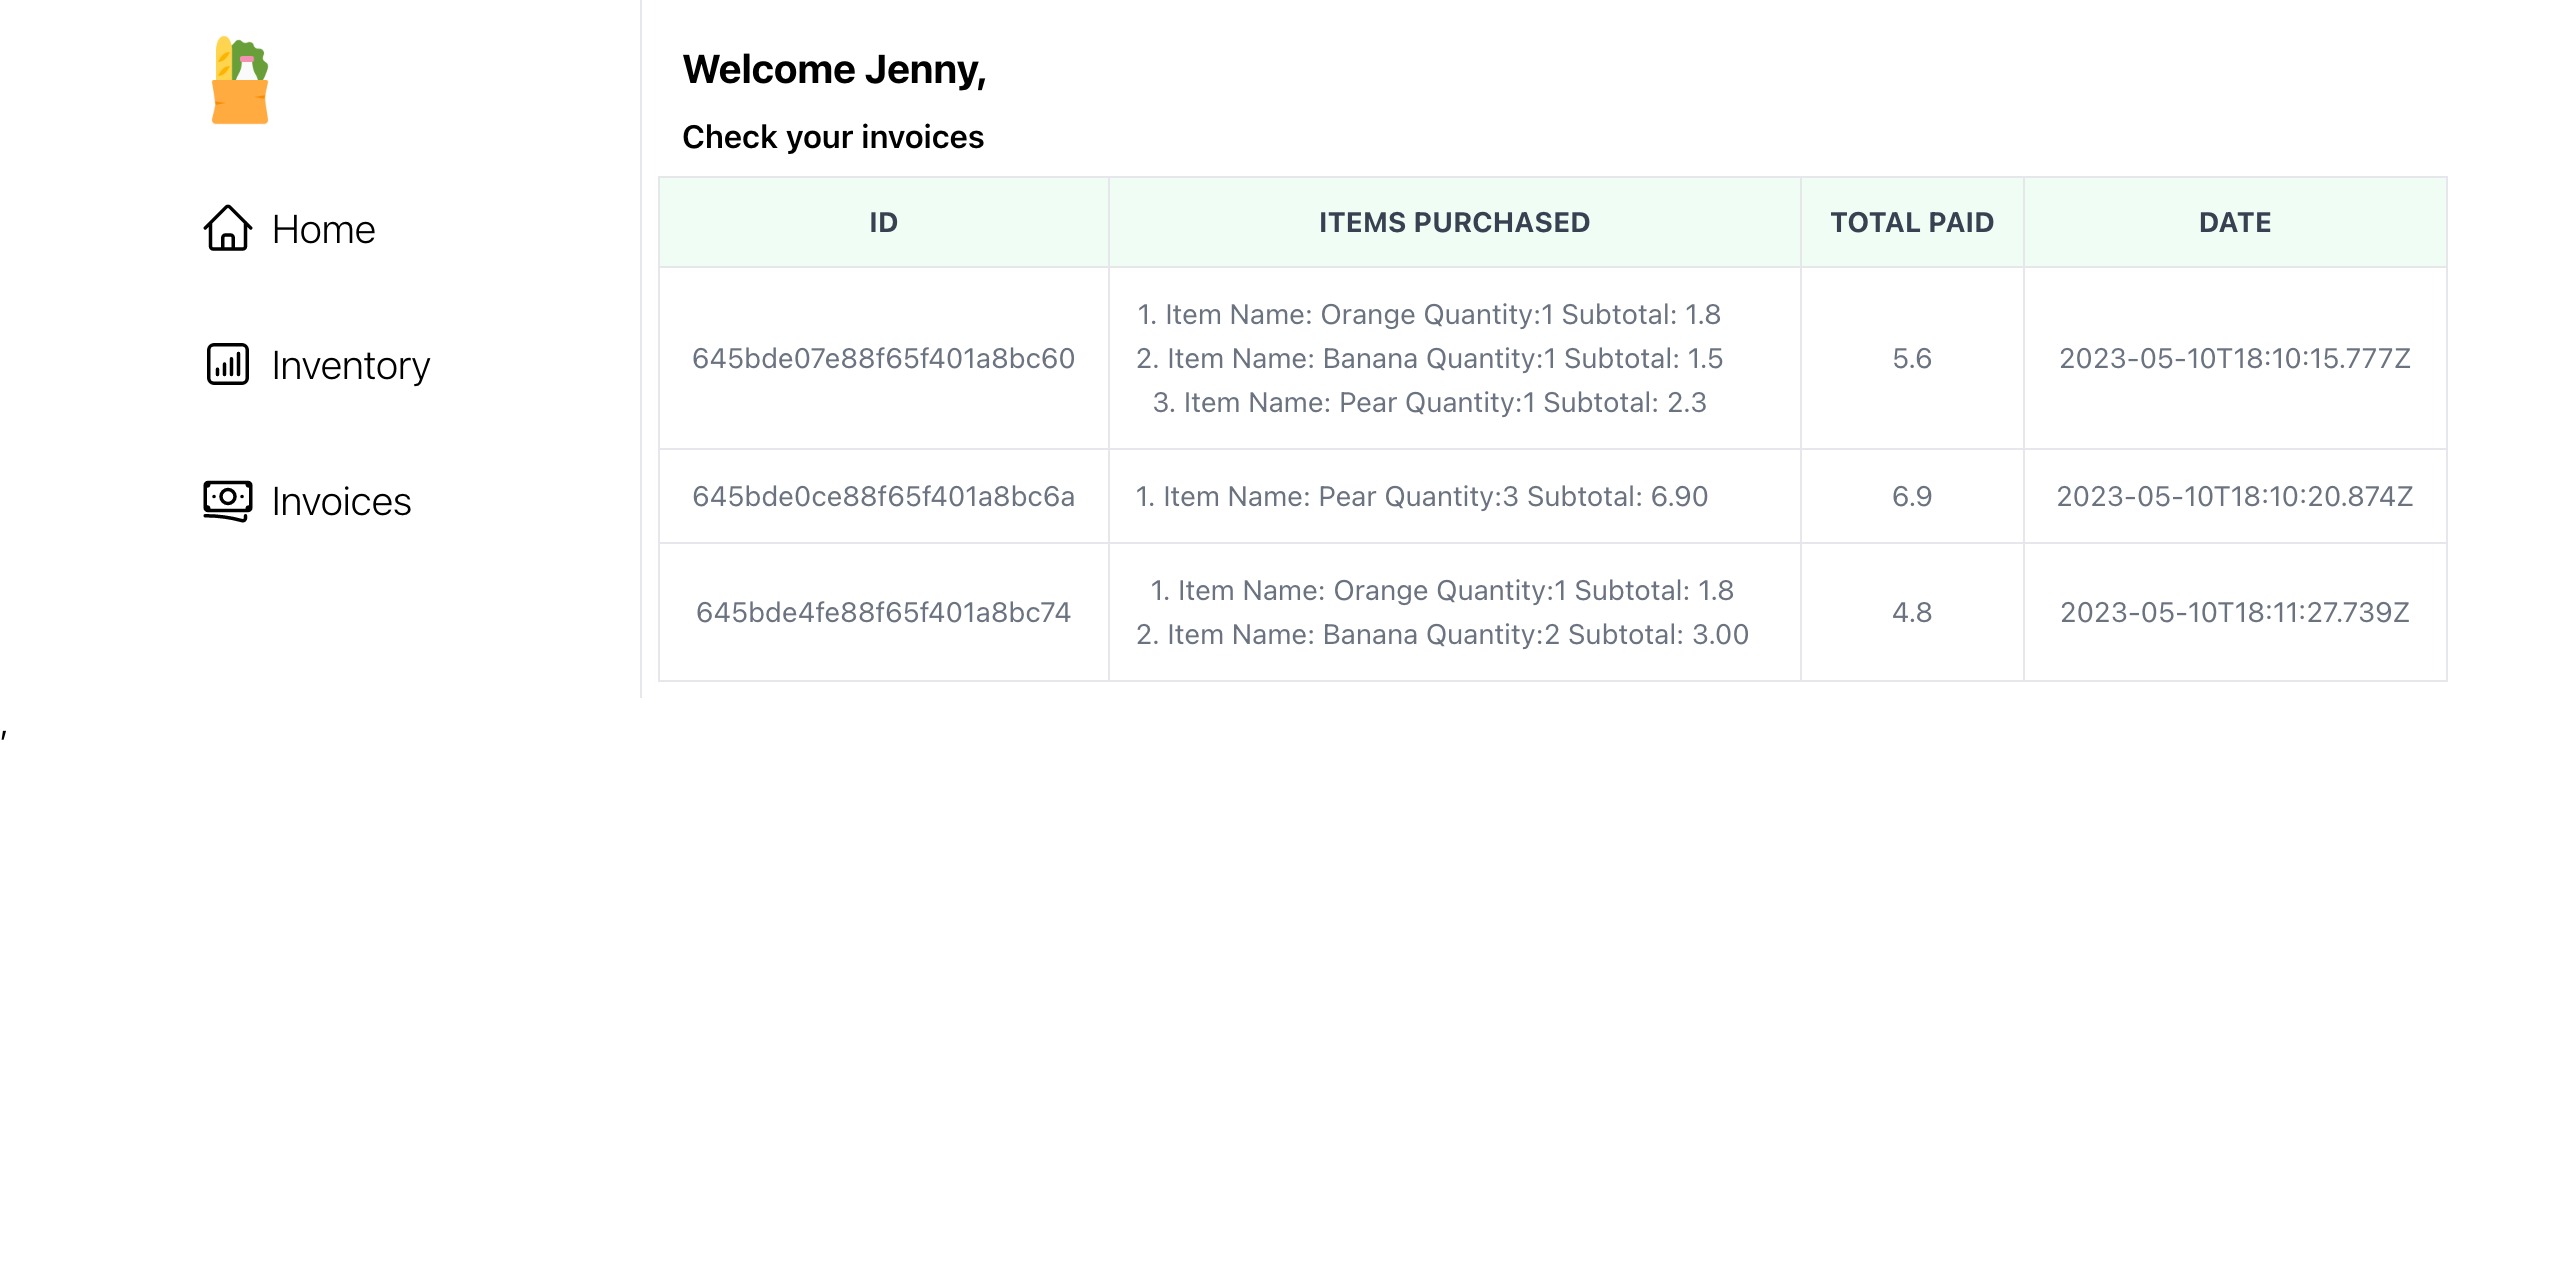 Welcome Jenny,
Check your invoices
Home
Inventory
Invoices
ID ITEMS PURCHASED TOTAL PAID DATE
645bde07e88f65f401a8bc60
1. Item Name: Orange Quantity:1 Subtotal: 1.8
2. Item Name: Banana Quantity:1 Subtotal: 1.5
3. Item Name: Pear Quantity:1 Subtotal: 2.3
5.6
2023-05-10T18:10:15.777Z
645bde0ce88f65f401a8bc6a
1. Item Name: Pear Quantity:3 Subtotal: 6.90
6.9
2023-05-10T18:10:20.874Z
645bde4fe88f65f401a8bc74
1. Item Name: Orange Quantity:1 Subtotal: 1.8
2. Item Name: Banana Quantity:2 Subtotal: 3.00
4.8
2023-05-10T18:11:27.739Z
,